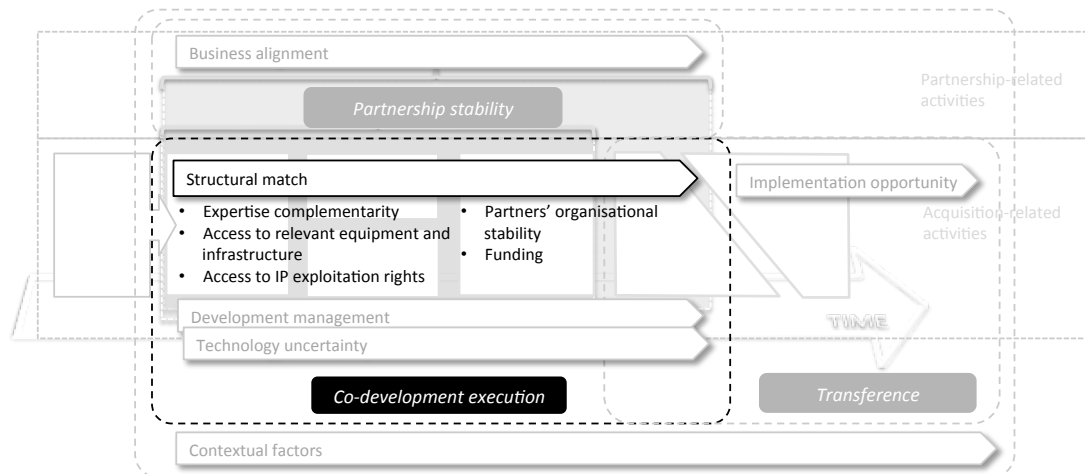 Business alignment
Partnership-related
activities
Partnership stability
Structural match
Implementation opportunity
• Expertise complementarity
• Access to relevant equipment and
infrastructure
• Access to IP exploitation rights
• Partners’ organisational
stability
• Funding
Acquisition-related
activities
Development management
TIME
Technology uncertainty
Co-development execution
Transference
Contextual factors